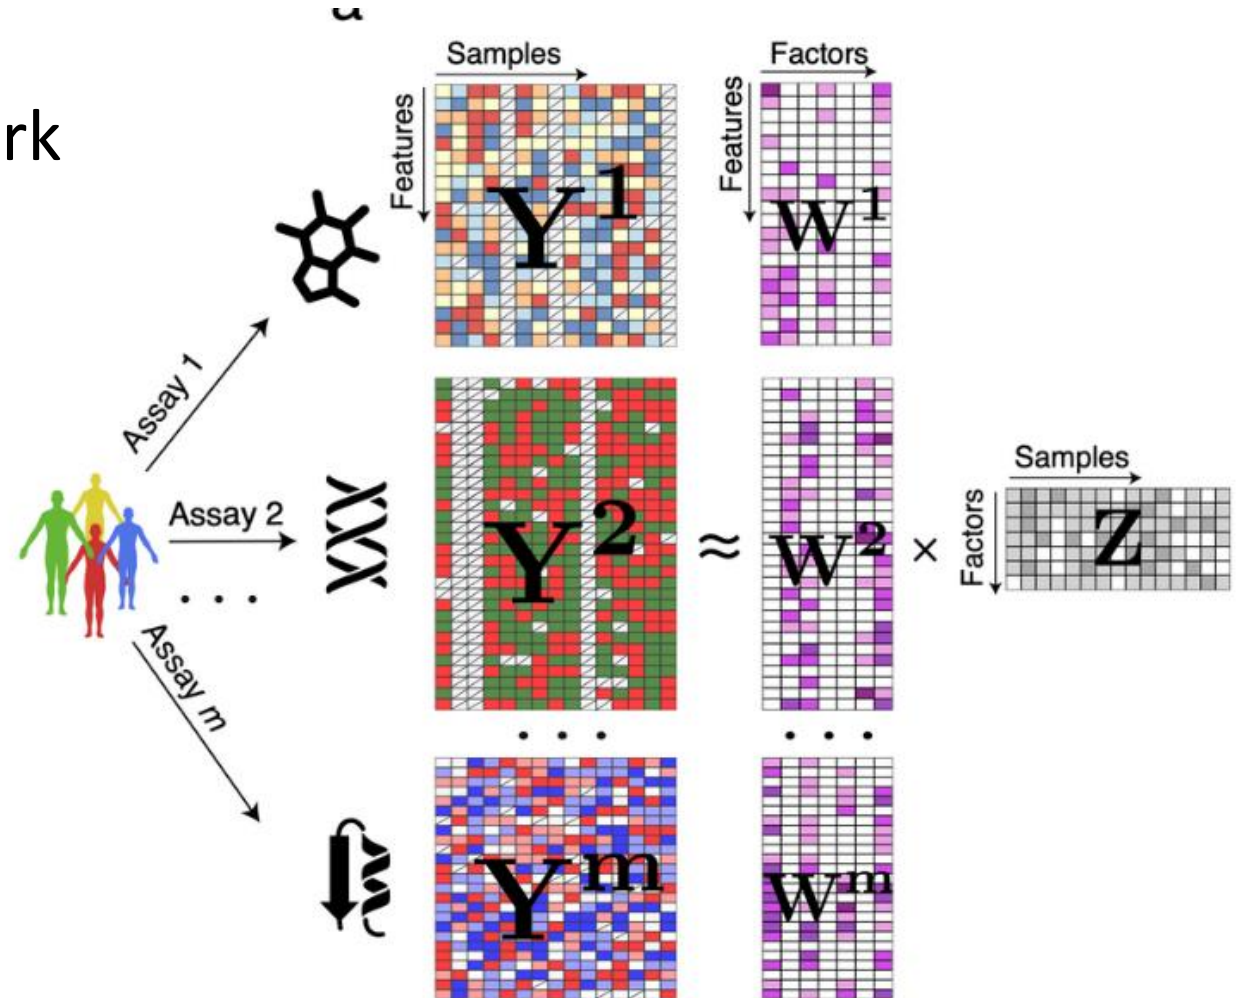 a
rk
Samples
Factors
Features
Features
Y¹
W¹
Assay 1
Assay 2
. . .
Assay m
Y²
≈
W²
×
Samples
Factors
Z
. . .
. . .
Yᵐ
Wᵐ